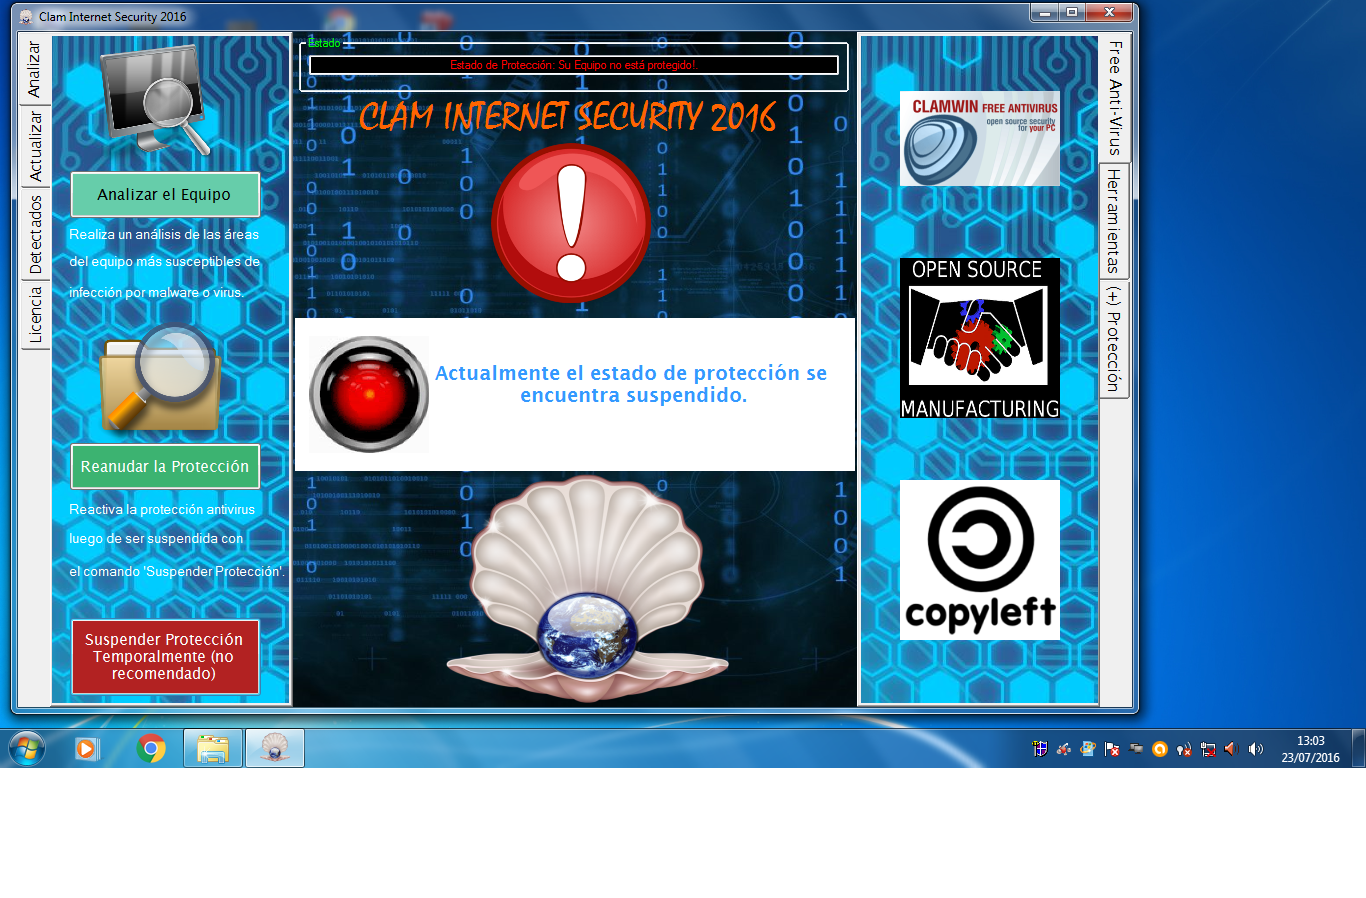 Clam Internet Security 2016
Analizar
Actualizar
Detectados
Licencia
Analizar el Equipo
Realiza un análisis de las áreas
del equipo más susceptibles de
infección por malware o virus.
Reanudar la Protección
Reactiva la protección antivirus
luego de ser suspendida con
el comando 'Suspender Protección'.
Suspender Protección
Temporalmente (no
recomendado)
Estado
Estado de Protección: Su Equipo no está protegido!.
CLAM INTERNET SECURITY 2016
Actualmente el estado de protección se
encuentra suspendido.
CLAMWIN FREE ANTIVIRUS
open source security
for your PC
OPEN SOURCE
MANUFACTURING
copyleft
Free Anti-Virus
Herramientas
(+) Protección
13:03
23/07/2016